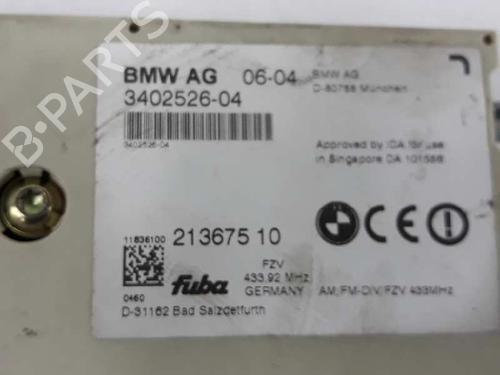 BMW AG 06-04
BMW AG
D-80788 München
3402526-04
3402526-04
Approved by IDA for use
in Singapore DA 101586
11836100
213675 10
FZV
433,92 MHz
GERMANY
fuba
AM/FM-DIV/FZV 433MHz
0460
D-31162 Bad Salzdetfurth
B-PARTS